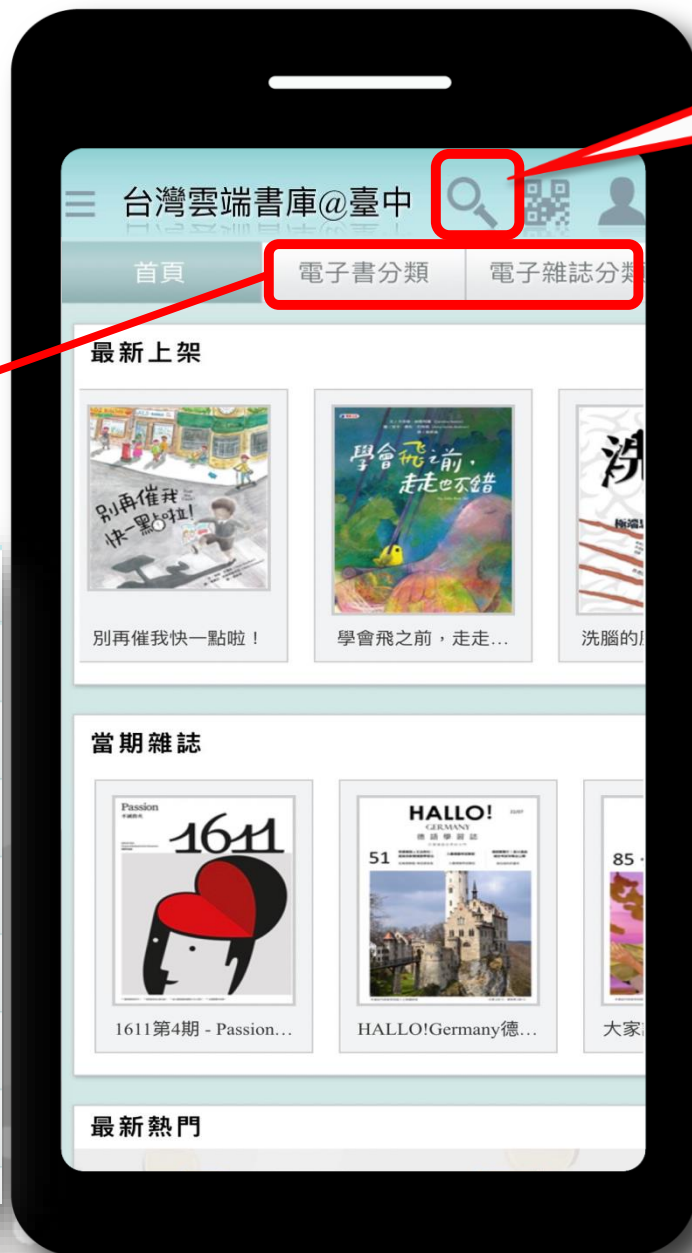 台灣雲端書庫@臺中
首頁
電子書分類
電子雜誌分類
最新上架
別再催我
快一點啦!
學會飛之前，
走走也不錯
洗
極端
別再催我快一點啦！
學會飛之前，走走…
洗腦的
當期雜誌
Passion
1611
HALLO!
GERMANY
德語學習誌
51
85
1611第4期 - Passion…
HALLO!Germany德…
大家
最新熱門